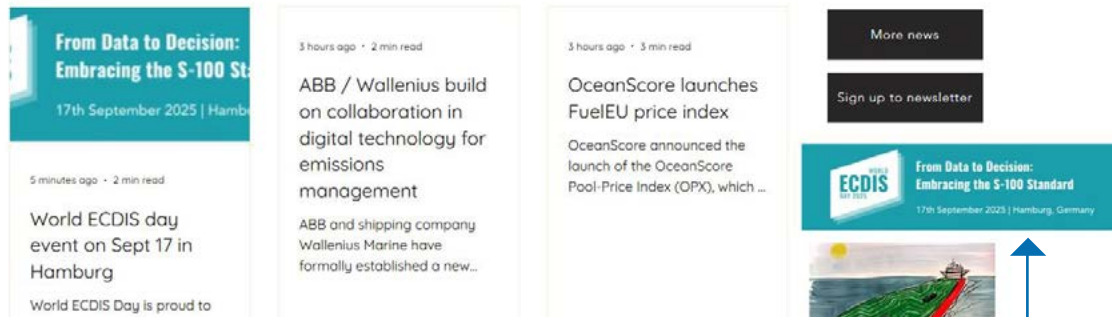 From Data to Decision:
Embracing the S-100 St
17th September 2025 | Hambu
5 minutes ago • 2 min read
World ECDIS day
event on Sept 17 in
Hamburg
World ECDIS Day is proud to
3 hours ago • 2 min read
ABB / Wallenius build
on collaboration in
digital technology for
emissions
management
ABB and shipping company
Wallenius Marine have
formally established a new...
3 hours ago • 3 min read
OceanScore launches
FuelEU price index
OceanScore announced the
launch of the OceanScore
Pool-Price Index (OPX), which ...
More news
Sign up to newsletter
WORLD
ECDIS
DAY 2025
From Data to Decision:
Embracing the S-100 Standard
17th September 2025 | Hamburg, Germany